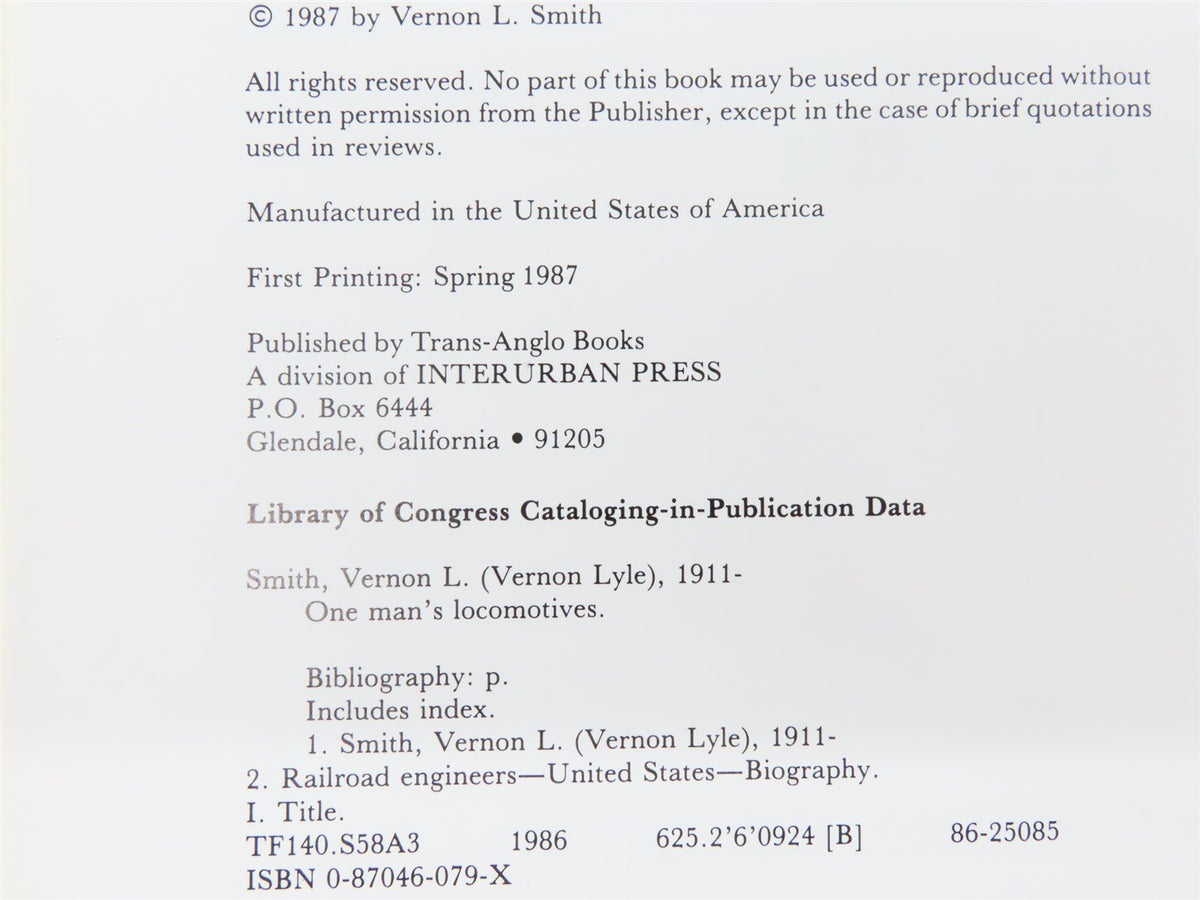 © 1987 by Vernon L. Smith
All rights reserved. No part of this book may be used or reproduced without
written permission from the Publisher, except in the case of brief quotations
used in reviews.
Manufactured in the United States of America
First Printing: Spring 1987
Published by Trans-Anglo Books
A division of INTERURBAN PRESS
P.O. Box 6444
Glendale, California • 91205
Library of Congress Cataloging-in-Publication Data
Smith, Vernon L. (Vernon Lyle), 1911-
One man's locomotives.
Bibliography: p.
Includes index.
1. Smith, Vernon L. (Vernon Lyle), 1911-
2. Railroad engineers—United States—Biography.
I. Title.
TF140.S58A3 1986 625.2’6’0924 [B] 86-25085
ISBN 0-87046-079-X